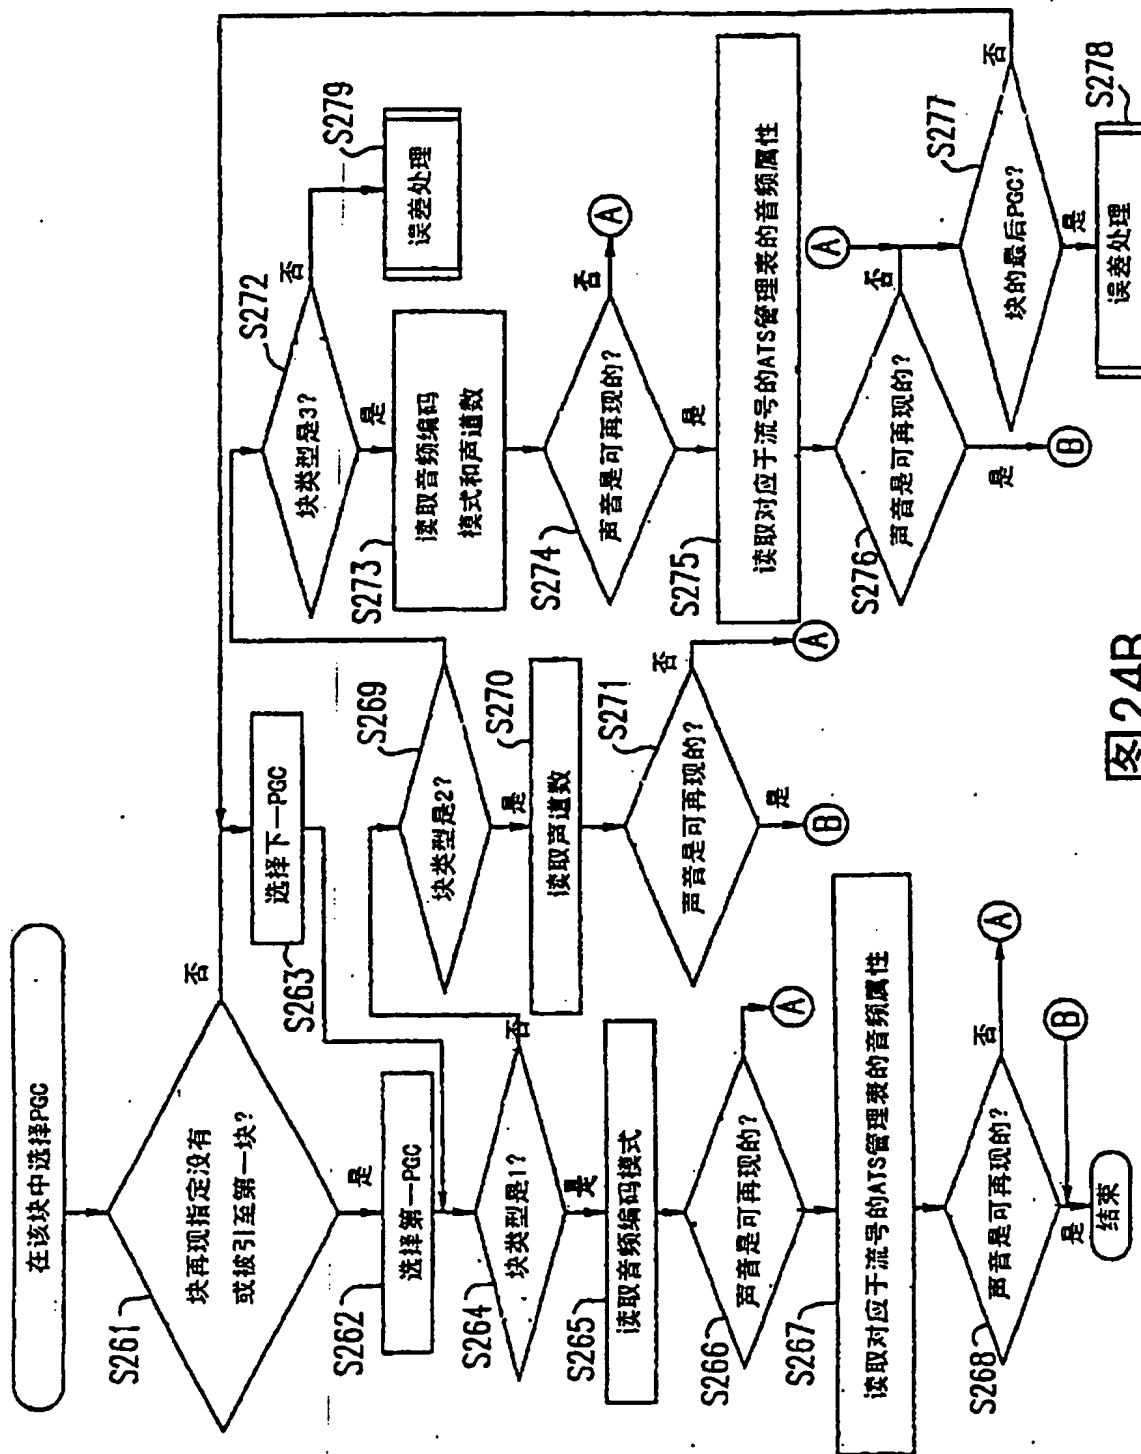 在该块中选择PGC
S261
块再现指定没有
或被引至第一块?
否
是
S262
选择第一PGC
S263
选择下一PGC
S264
块类型是1?
否
是
S265
读取音频编码模式
S266
声音是可再现的?
A
S267
读取对应于流号的ATS管理表的音频属性
S268
声音是可再现的?
否
A
B
是
结束
S269
块类型是2?
是
S270
读取声道数
S271
声音是可再现的?
否
A
是
B
S272
块类型是3?
否
S279
误差处理
是
S273
读取音频编码
模式和声道数
S274
声音是可再现的?
否
A
是
S275
读取对应于流号的ATS管理表的音频属性
S276
声音是可再现的?
否
A
是
B
S277
块的最后PGC?
否
是
S278
误差处理
图24B